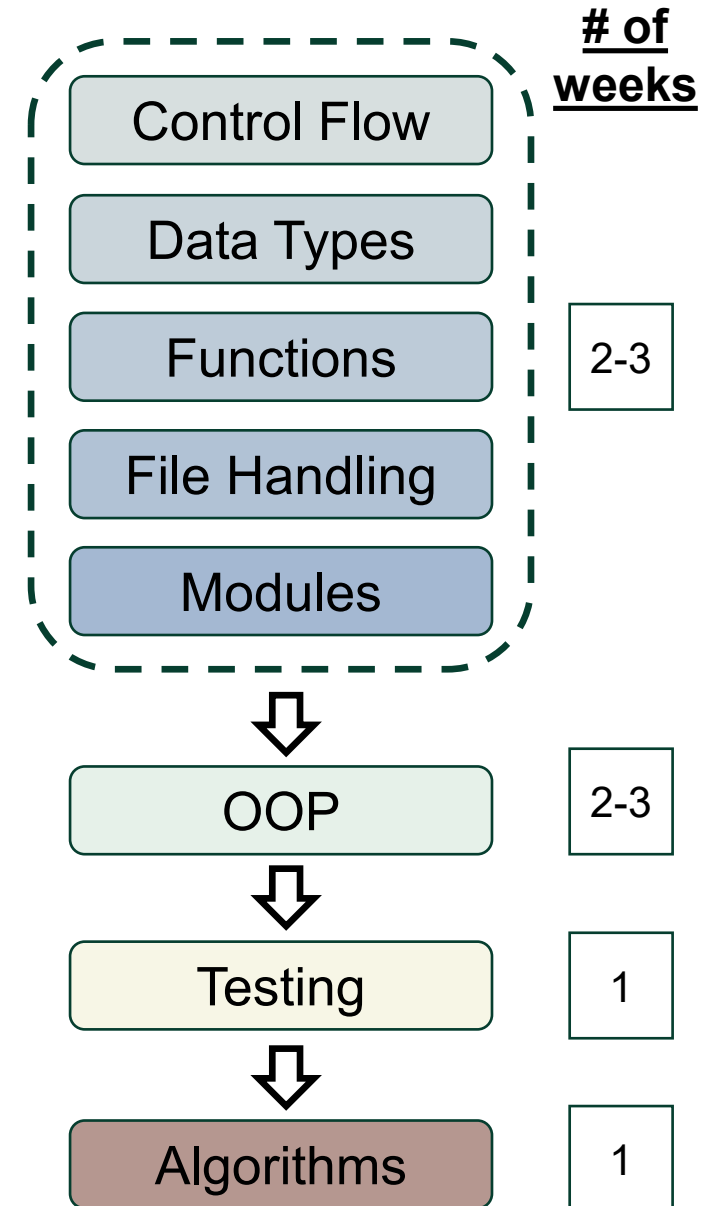 # of
weeks
Control Flow
Data Types
Functions
2-3
File Handling
Modules
OOP
2-3
Testing
1
Algorithms
1